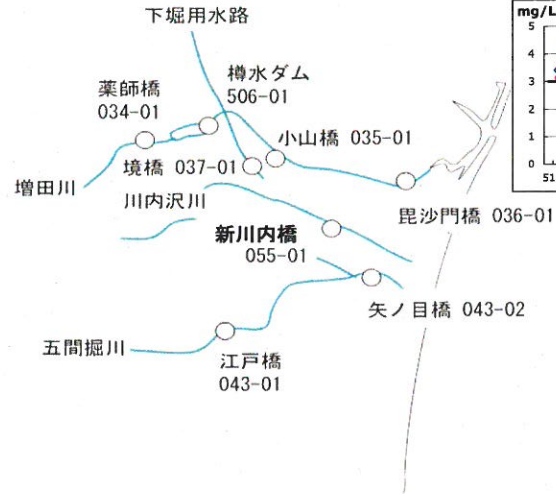 下堀用水路
mg/L
5
4
3
2
1
0
51
薬師橋
034-01
樽水ダム
506-01
小山橋 035-01
境橋 037-01
増田川
川内沢川
毘沙門橋 036-01
新川内橋
055-01
矢ノ目橋 043-02
五間掘川
江戸橋
043-01